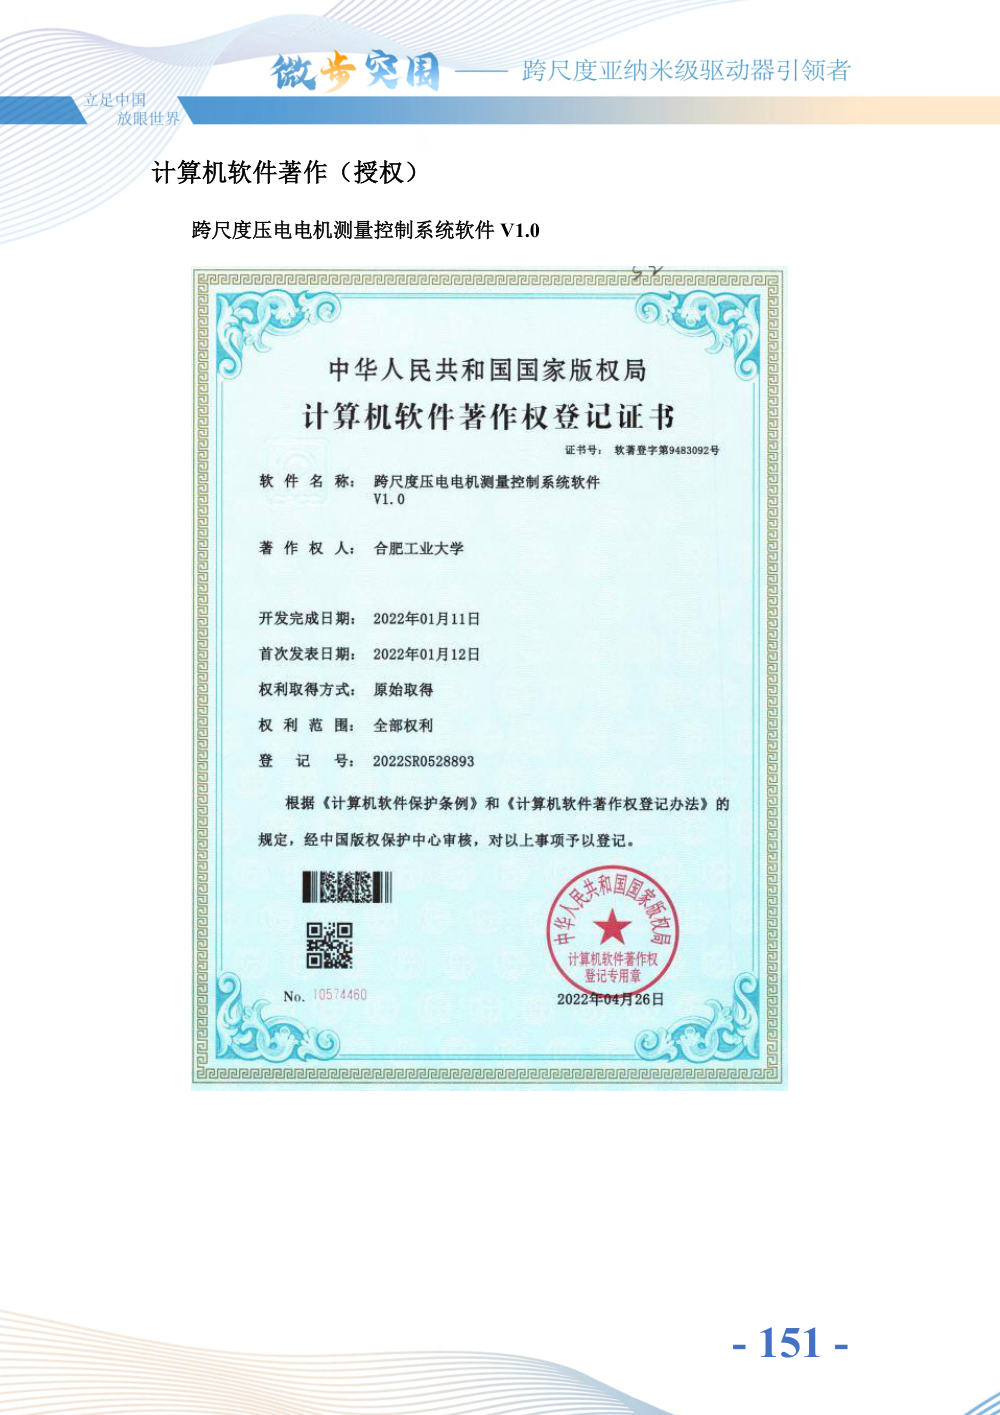 微步突围 —— 跨尺度亚纳米级驱动器引领者
立足中国
放眼世界
计算机软件著作（授权）
跨尺度压电电机测量控制系统软件 V1.0
中华人民共和国国家版权局
计算机软件著作权登记证书
证书号： 软著登字第9483092号
软件名称： 跨尺度压电电机测量控制系统软件
V1.0
著作权人： 合肥工业大学
开发完成日期： 2022年01月11日
首次发表日期： 2022年01月12日
权利取得方式： 原始取得
权利范围： 全部权利
登记号： 2022SR0528893
根据《计算机软件保护条例》和《计算机软件著作权登记办法》的
规定，经中国版权保护中心审核，对以上事项予以登记。
中华人民共和国国家版权局
计算机软件著作权
登记专用章
No. 10574460
2022年04月26日
- 151 -